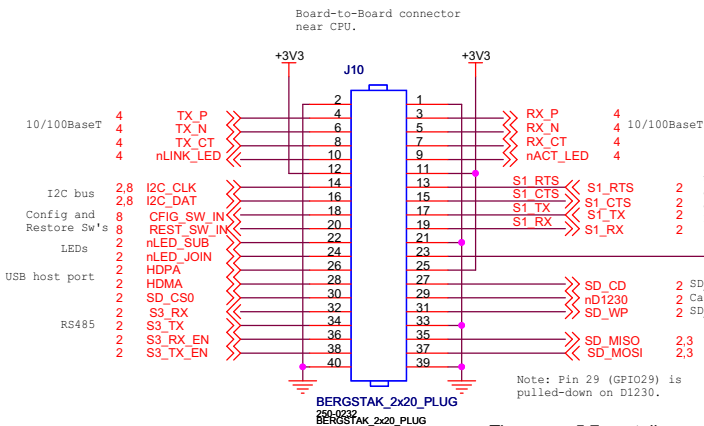 Board-to-Board connector
near CPU.
+3V3
+3V3
J10
2 1
10/100BaseT 4 TX_P 4 3 RX_P 4 10/100BaseT
4 TX_N 6 5 RX_N 4
4 TX_CT 8 7 RX_CT 4
4 nLINK_LED 10 9 nACT_LED 4
12 11
I2C bus 2,8 I2C_CLK 14 13 S1_RTS S1_RTS 2
2,8 I2C_DAT 16 15 S1_CTS S1_CTS 2
Config and 8 CFIG_SW_IN 18 17 S1_TX S1_TX 2
Restore Sw's 8 REST_SW_IN 20 19 S1_RX S1_RX 2
LEDs 2 nLED_SUB 22 21
2 nLED_JOIN 24 23
USB host port 2 HDPA 26 25
2 HDMA 28 27 SD_CD 2 SD
2 SD_CS0 30 29 nD1230 2 Ca
RS485 2 S3_RX 32 31 SD_WP 2 SD
2 S3_TX 34 33
2 S3_RX_EN 36 35 SD_MISO 2,3
2 S3_TX_EN 38 37 SD_MOSI 2,3
40 39
Note: Pin 29 (GPIO29) is
pulled-down on D1230.
BERGSTAK_2x20_PLUG
250-0232
BERGSTAK_2x20_PLUG